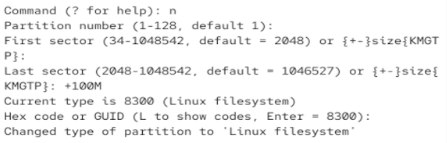 Command (? for help): n
Partition number (1-128, default 1):
First sector (34-1048542, default = 2048) or {+-}size{KMGT
P}:
Last sector (2048-1048542, default = 1046527) or {+-}size{
KMGTP}: +100M
Current type is 8300 (Linux filesystem)
Hex code or GUID (L to show codes, Enter = 8300):
Changed type of partition to 'Linux filesystem'